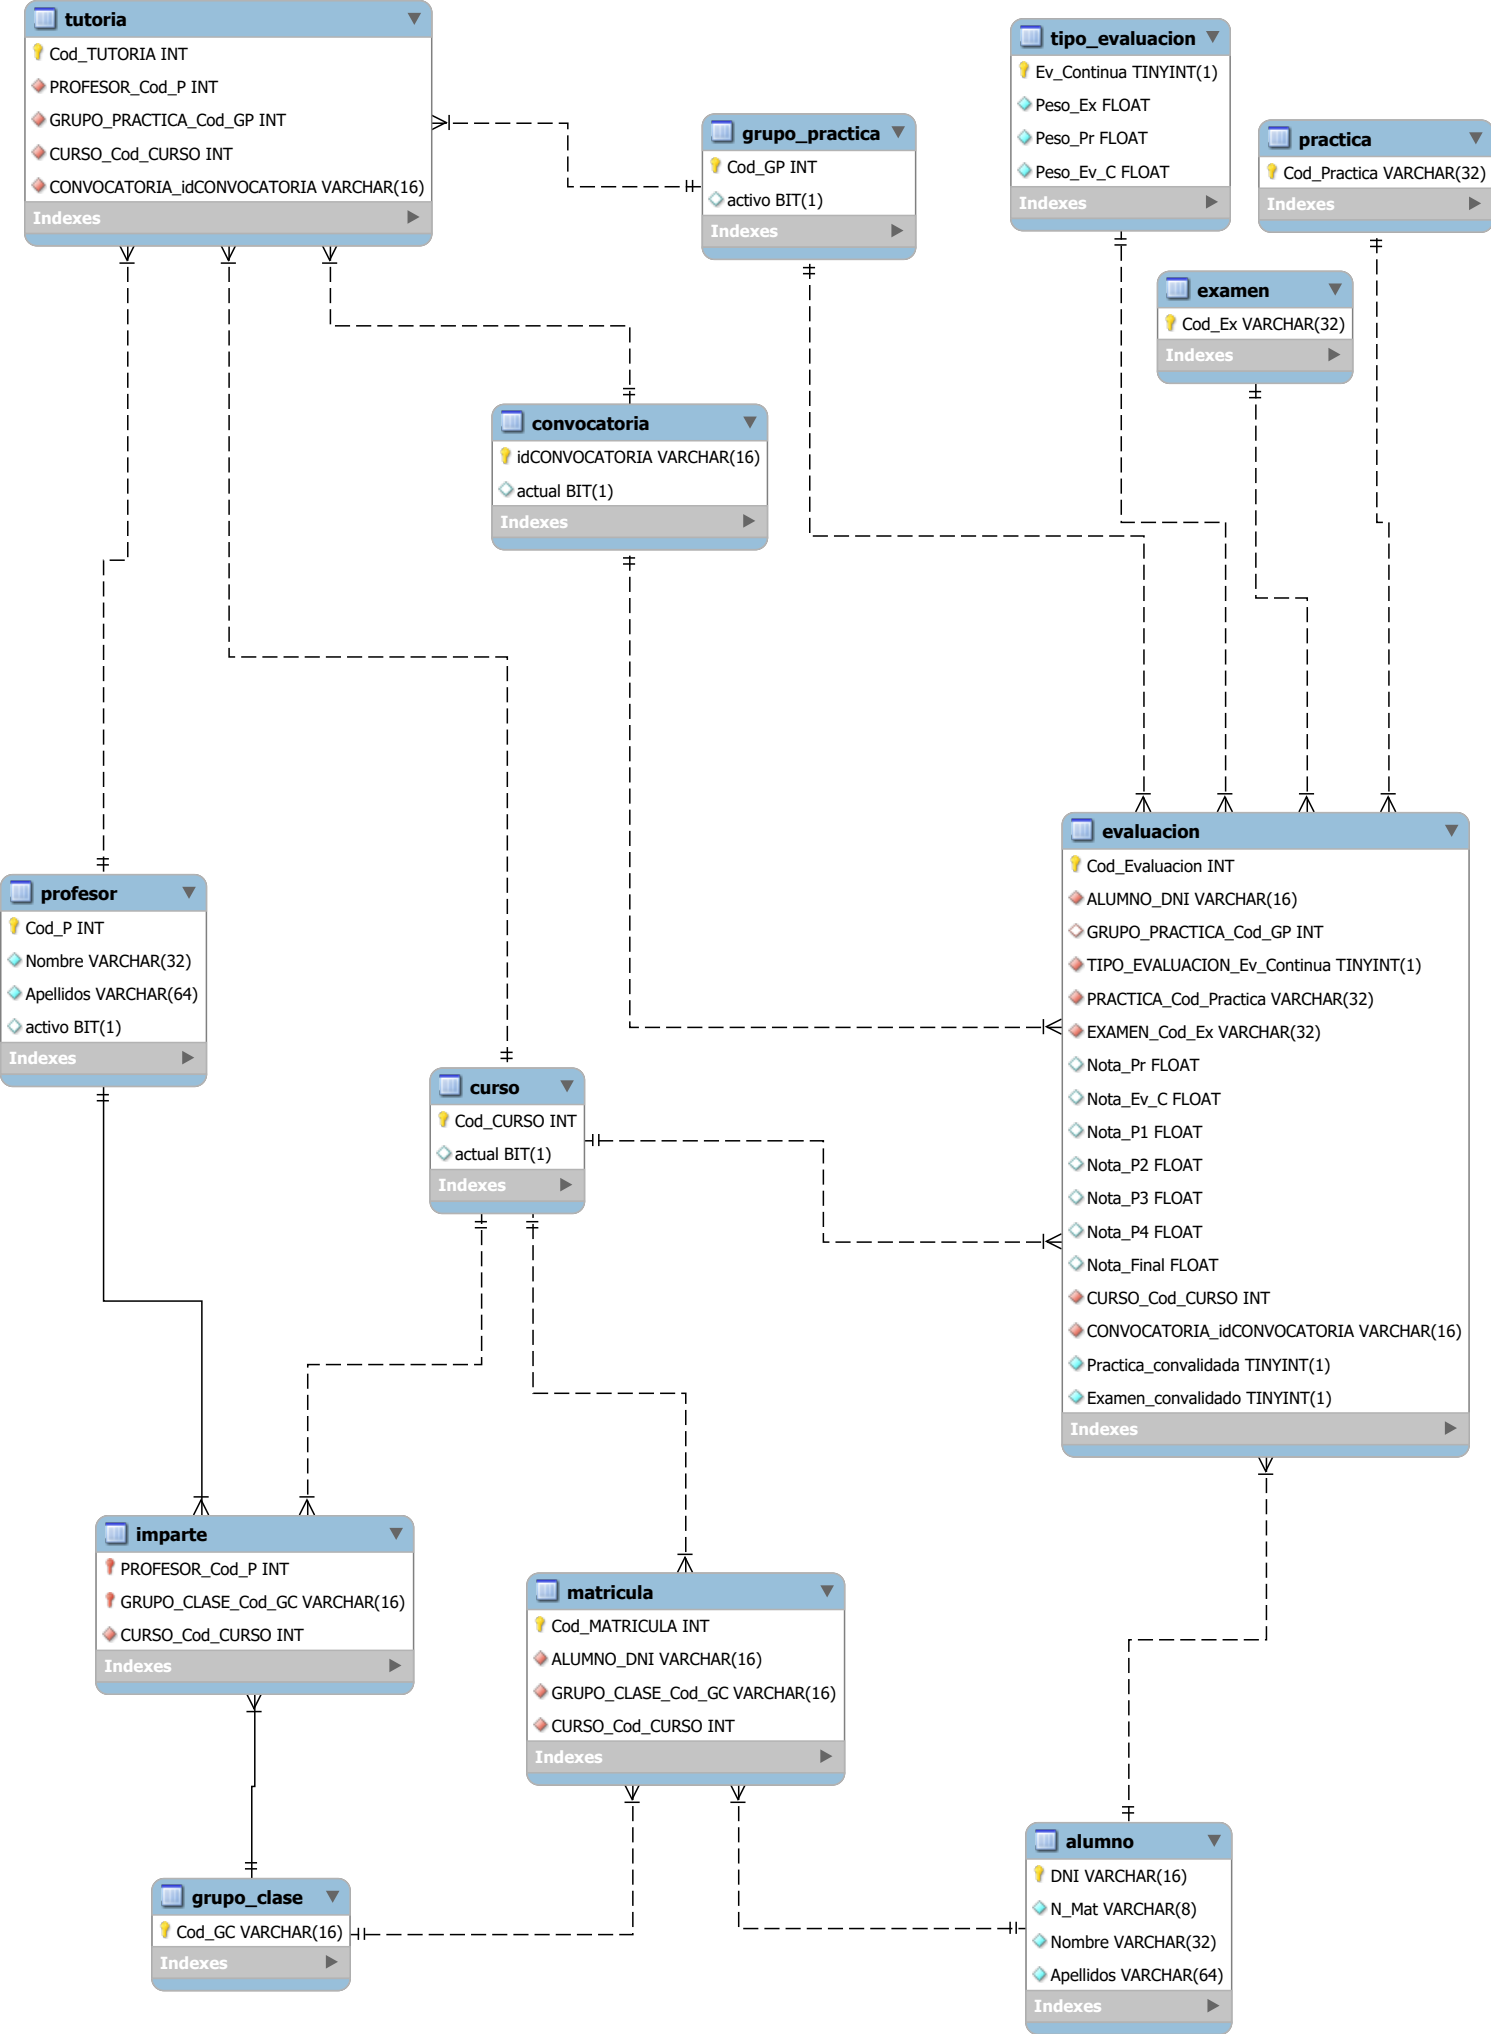 tutoria
Cod_TUTORIA INT
PROFESOR_Cod_P INT
GRUPO_PRACTICA_Cod_GP INT
CURSO_Cod_CURSO INT
CONVOCATORIA_idCONVOCATORIA VARCHAR(16)
Indexes
grupo_practica
Cod_GP INT
activo BIT(1)
Indexes
tipo_evaluacion
Ev_Continua TINYINT(1)
Peso_Ex FLOAT
Peso_Pr FLOAT
Peso_Ev_C FLOAT
Indexes
practica
Cod_Practica VARCHAR(32)
Indexes
examen
Cod_Ex VARCHAR(32)
Indexes
convocatoria
idCONVOCATORIA VARCHAR(16)
actual BIT(1)
Indexes
profesor
Cod_P INT
Nombre VARCHAR(32)
Apellidos VARCHAR(64)
activo BIT(1)
Indexes
evaluacion
Cod_Evaluacion INT
ALUMNO_DNI VARCHAR(16)
GRUPO_PRACTICA_Cod_GP INT
TIPO_EVALUACION_Ev_Continua TINYINT(1)
PRACTICA_Cod_Practica VARCHAR(32)
EXAMEN_Cod_Ex VARCHAR(32)
Nota_Pr FLOAT
Nota_Ev_C FLOAT
Nota_P1 FLOAT
Nota_P2 FLOAT
Nota_P3 FLOAT
Nota_P4 FLOAT
Nota_Final FLOAT
CURSO_Cod_CURSO INT
CONVOCATORIA_idCONVOCATORIA VARCHAR(16)
Practica_convalidada TINYINT(1)
Examen_convalidado TINYINT(1)
Indexes
curso
Cod_CURSO INT
actual BIT(1)
Indexes
imparte
PROFESOR_Cod_P INT
GRUPO_CLASE_Cod_GC VARCHAR(16)
CURSO_Cod_CURSO INT
Indexes
matricula
Cod_MATRICULA INT
ALUMNO_DNI VARCHAR(16)
GRUPO_CLASE_Cod_GC VARCHAR(16)
CURSO_Cod_CURSO INT
Indexes
grupo_clase
Cod_GC VARCHAR(16)
Indexes
alumno
DNI VARCHAR(16)
N_Mat VARCHAR(8)
Nombre VARCHAR(32)
Apellidos VARCHAR(64)
Indexes